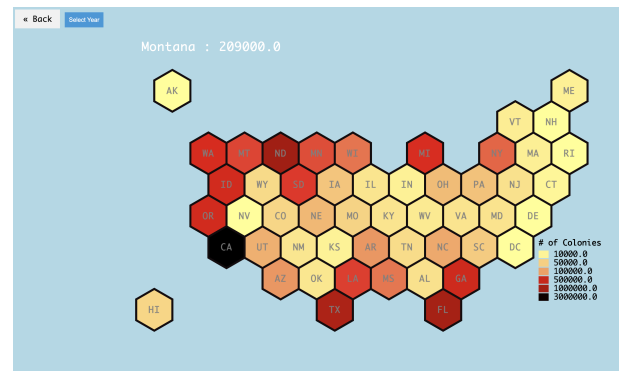 « Back Select Year
Montana : 209000.0
AK ME
VT NH
WA MT ND MN WI MI NY MA RI
ID WY SD IA IL IN OH PA NJ CT
OR NV CO NE MO KY WV VA MD DE
CA UT NM KS AR TN NC SC DC
AZ OK LA MS AL GA
HI TX FL
# of Colonies
10000.0
50000.0
100000.0
500000.0
1000000.0
3000000.0